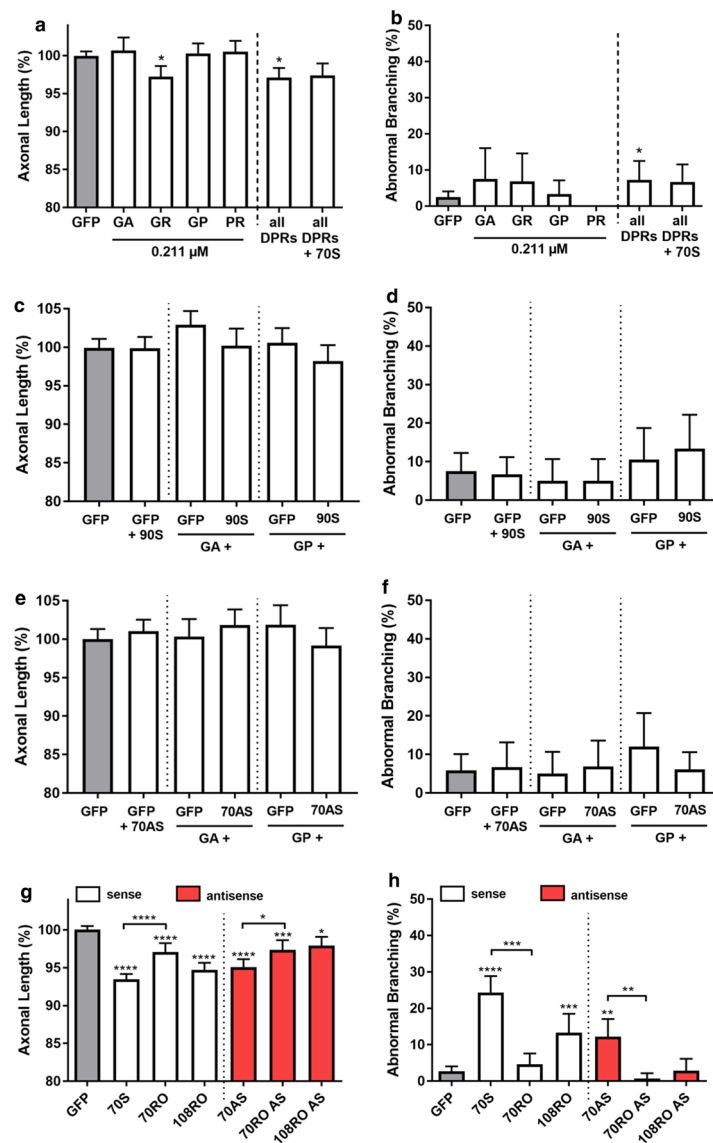 a
Axonal Length (%)
105
100
95
90
85
80
*
*
GFP GA GR GP PR all DPRs all DPRs + 70S
0.211 µM
b
Abnormal Branching (%)
50
40
30
20
10
0
*
GFP GA GR GP PR all DPRs all DPRs + 70S
0.211 µM
c
Axonal Length (%)
105
100
95
90
85
80
GFP GFP + 90S GFP 90S GFP 90S
GA + GP +
d
Abnormal Branching (%)
50
40
30
20
10
0
GFP GFP + 90S GFP 90S GFP 90S
GA + GP +
e
Axonal Length (%)
105
100
95
90
85
80
GFP GFP + 70AS GFP 70AS GFP 70AS
GA + GP +
f
Abnormal Branching (%)
50
40
30
20
10
0
GFP GFP + 70AS GFP 70AS GFP 70AS
GA + GP +
g
sense antisense
Axonal Length (%)
105
100
95
90
85
80
**** *
**** **** **** **** *** *
GFP 70S 70RO 108RO 70AS 70RO AS 108RO AS
h
sense antisense
Abnormal Branching (%)
50
40
30
20
10
0
*** **
**** *** **
GFP 70S 70RO 108RO 70AS 70RO AS 108RO AS